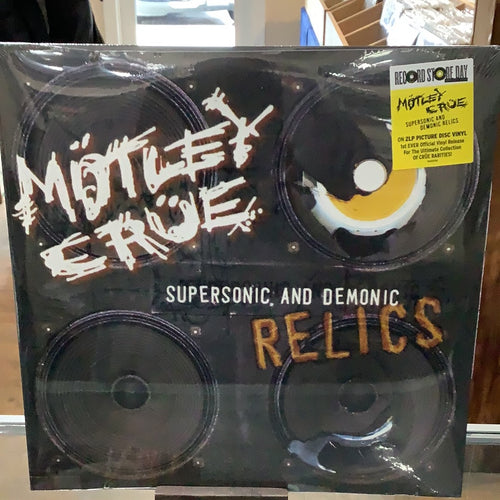 MÖTLEY
CRÜE
SUPERSONIC AND DEMONIC
RELICS
RECORD STORE DAY
MÖTLEY
CRÜE
SUPERSONIC AND
DEMONIC RELICS
ON 2LP PICTURE DISC VINYL
1st EVER Official Vinyl Release
For The Ultimate Collection
Of CRÜE RARITIES!